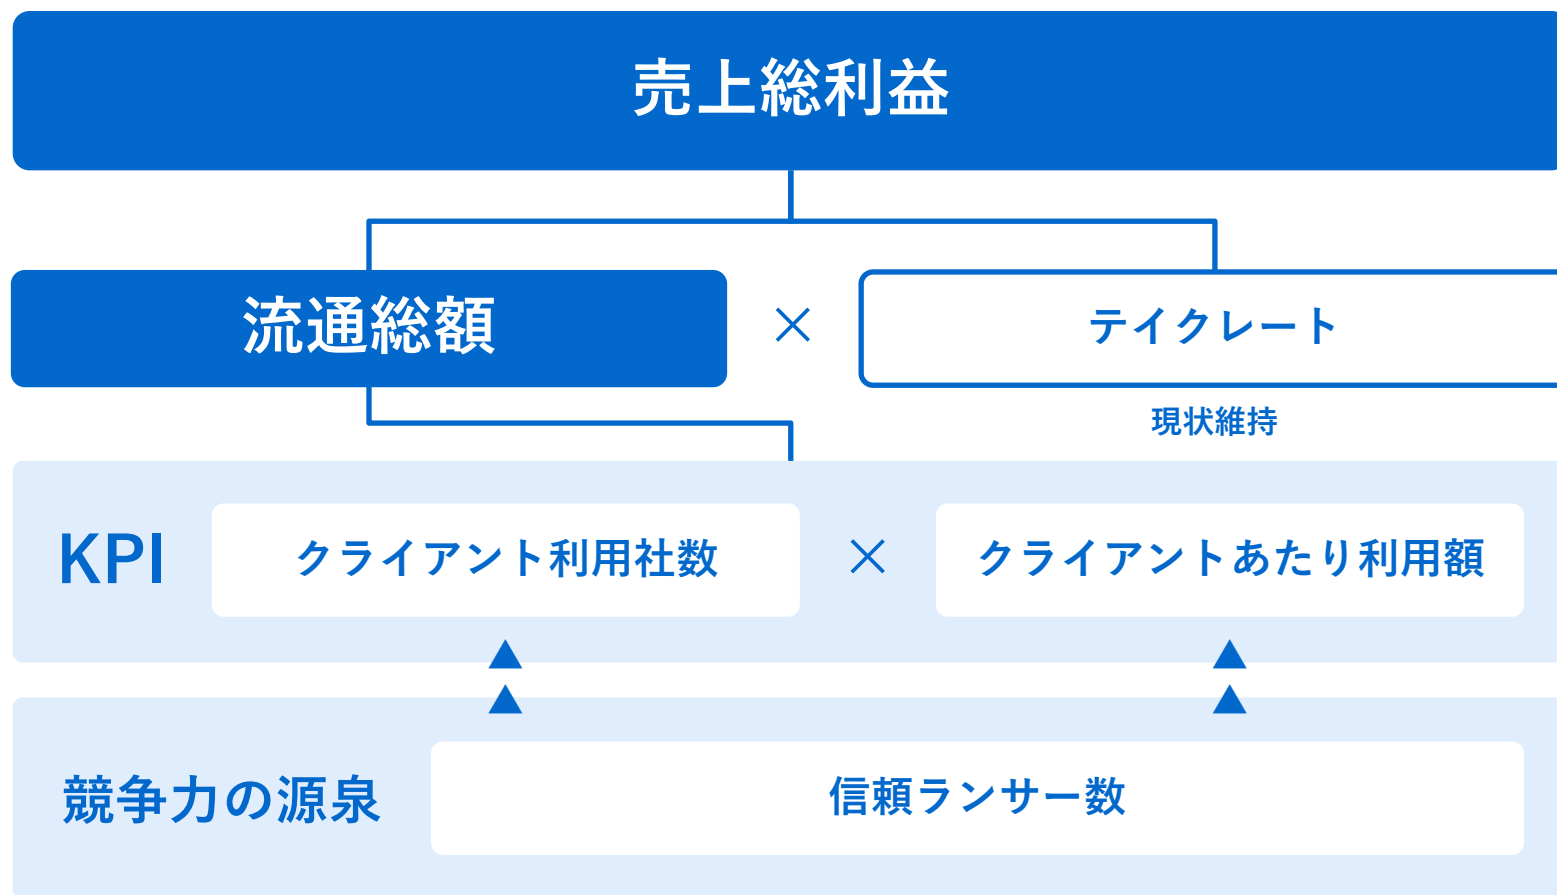 売上総利益
流通総額
×
テイクレート
現状維持
KPI
クライアント利用社数
×
クライアントあたり利用額
競争力の源泉
信頼ランサー数